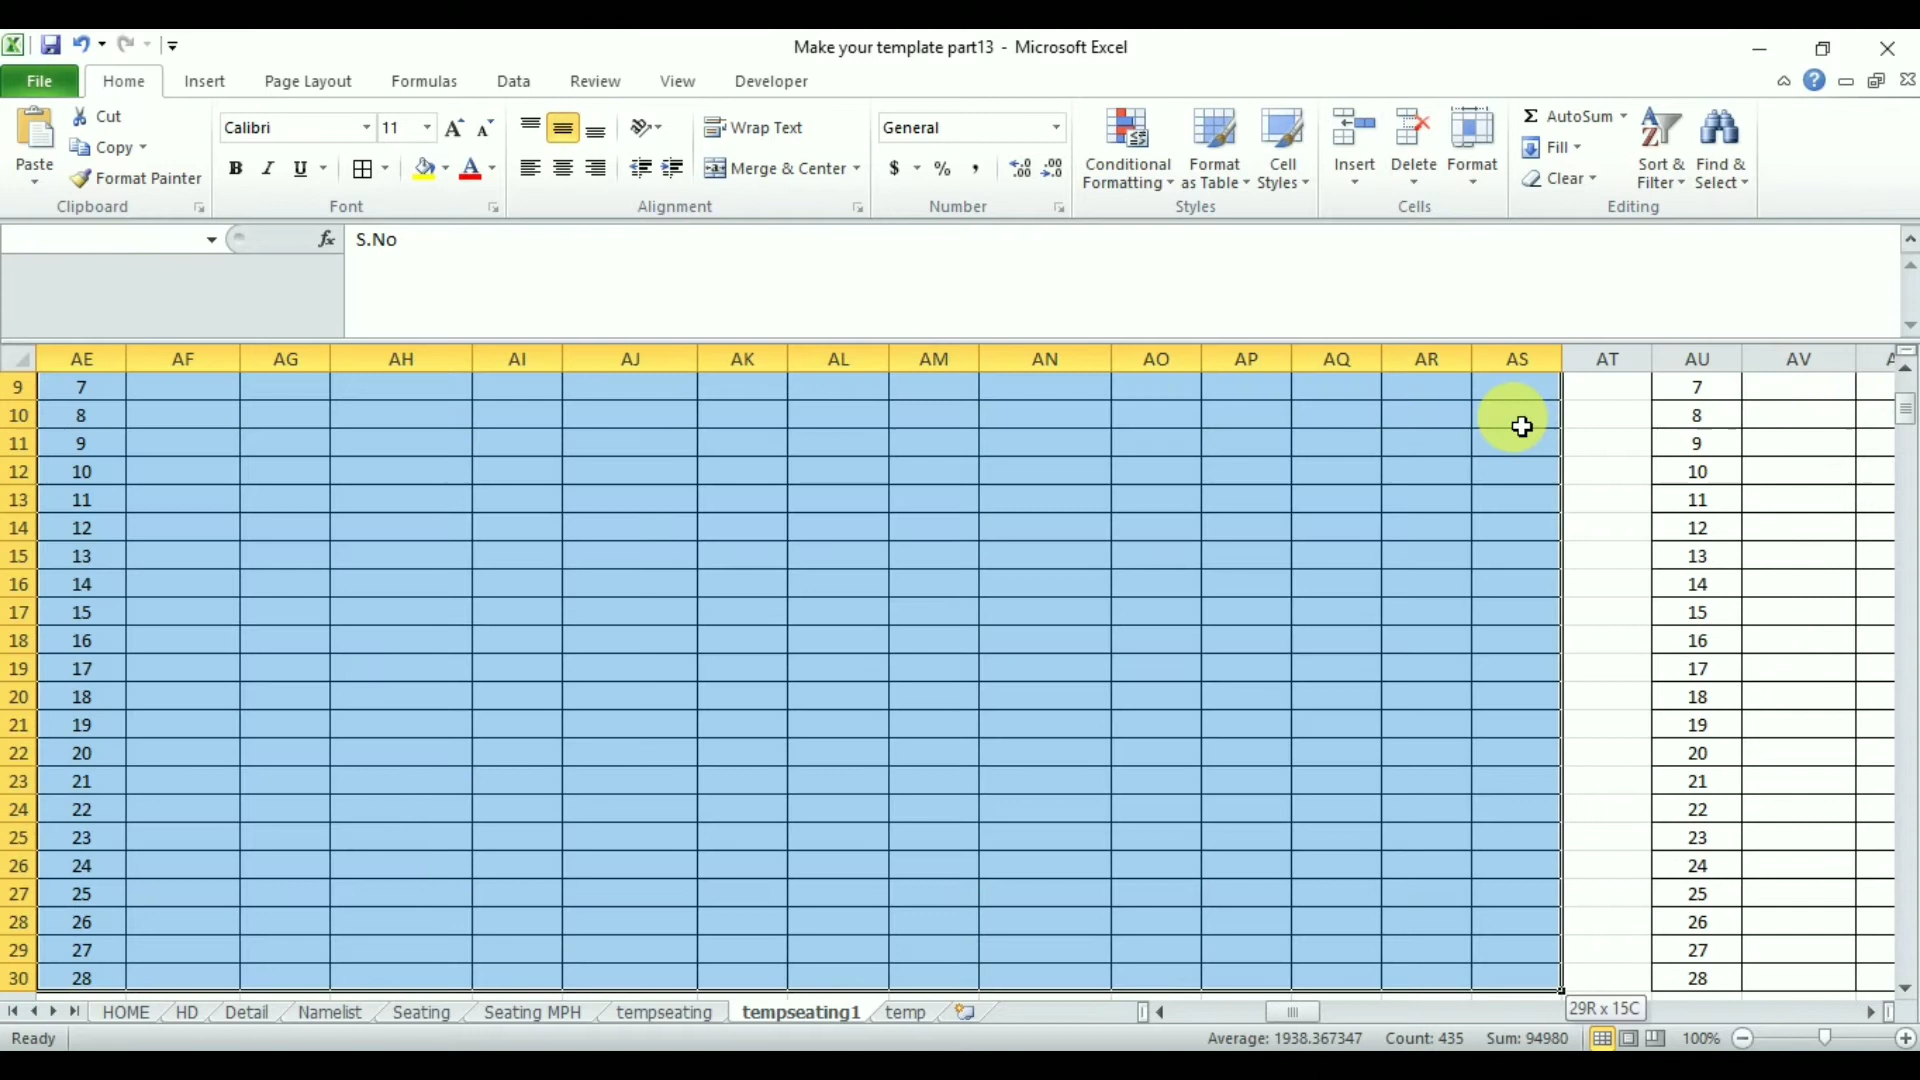 Make your template part13 - Microsoft Excel
File Home Insert Page Layout Formulas Data Review View Developer
Cut
Copy
Format Painter
Paste
Clipboard
Calibri 11
B I U A
Font
Wrap Text
Merge & Center
Alignment
General
$ % ,
Number
Conditional Formatting
Format as Table
Cell Styles
Styles
Insert
Delete
Format
Cells
AutoSum
Fill
Clear
Sort & Filter
Find & Select
Editing
fx S.No
AE AF AG AH AI AJ AK AL AM AN AO AP AQ AR AS AT AU AV
9 7 7
10 8 8
11 9 9
12 10 10
13 11 11
14 12 12
15 13 13
16 14 14
17 15 15
18 16 16
19 17 17
20 18 18
21 19 19
22 20 20
23 21 21
24 22 22
25 23 23
26 24 24
27 25 25
28 26 26
29 27 27
30 28 28
HOME HD Detail Namelist Seating Seating MPH tempseating tempseating1 temp
29R x 15C
Ready
Average: 1938.367347 Count: 435 Sum: 94980 100%